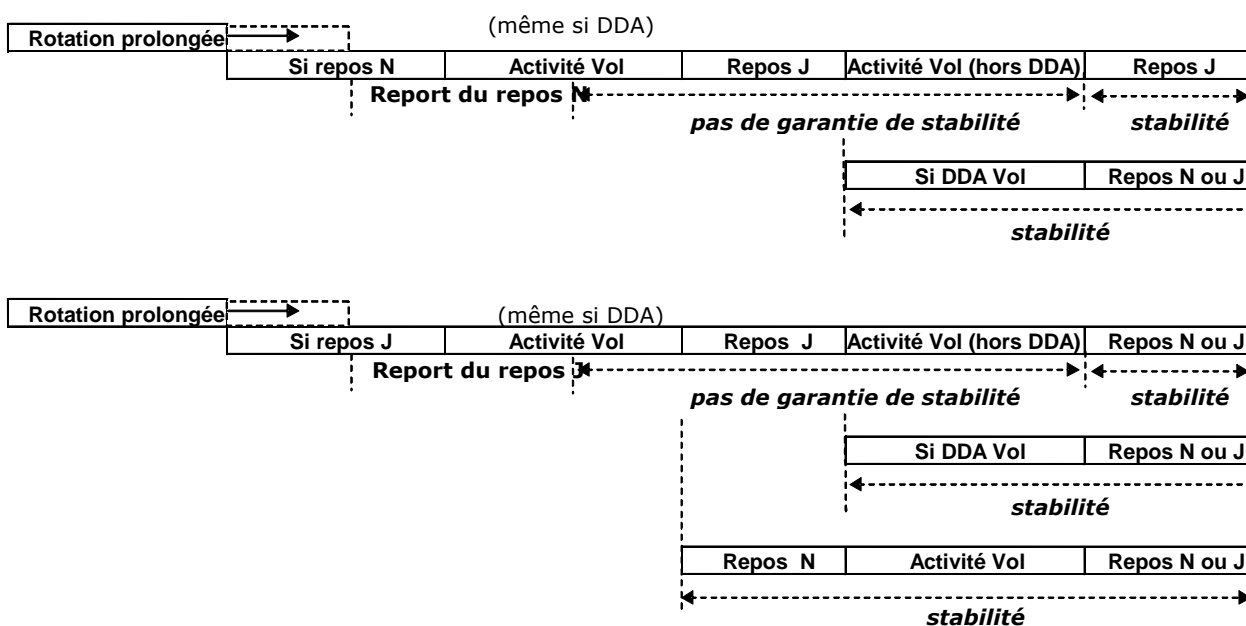 (même si DDA)
Rotation prolongée
Si repos N Activité Vol Repos J Activité Vol (hors DDA) Repos J
Report du repos N
pas de garantie de stabilité stabilité
Si DDA Vol Repos N ou J
stabilité
Rotation prolongée
(même si DDA)
Si repos J Activité Vol Repos J Activité Vol (hors DDA) Repos N ou J
Report du repos J
pas de garantie de stabilité stabilité
Si DDA Vol Repos N ou J
stabilité
Repos N Activité Vol Repos N ou J
stabilité